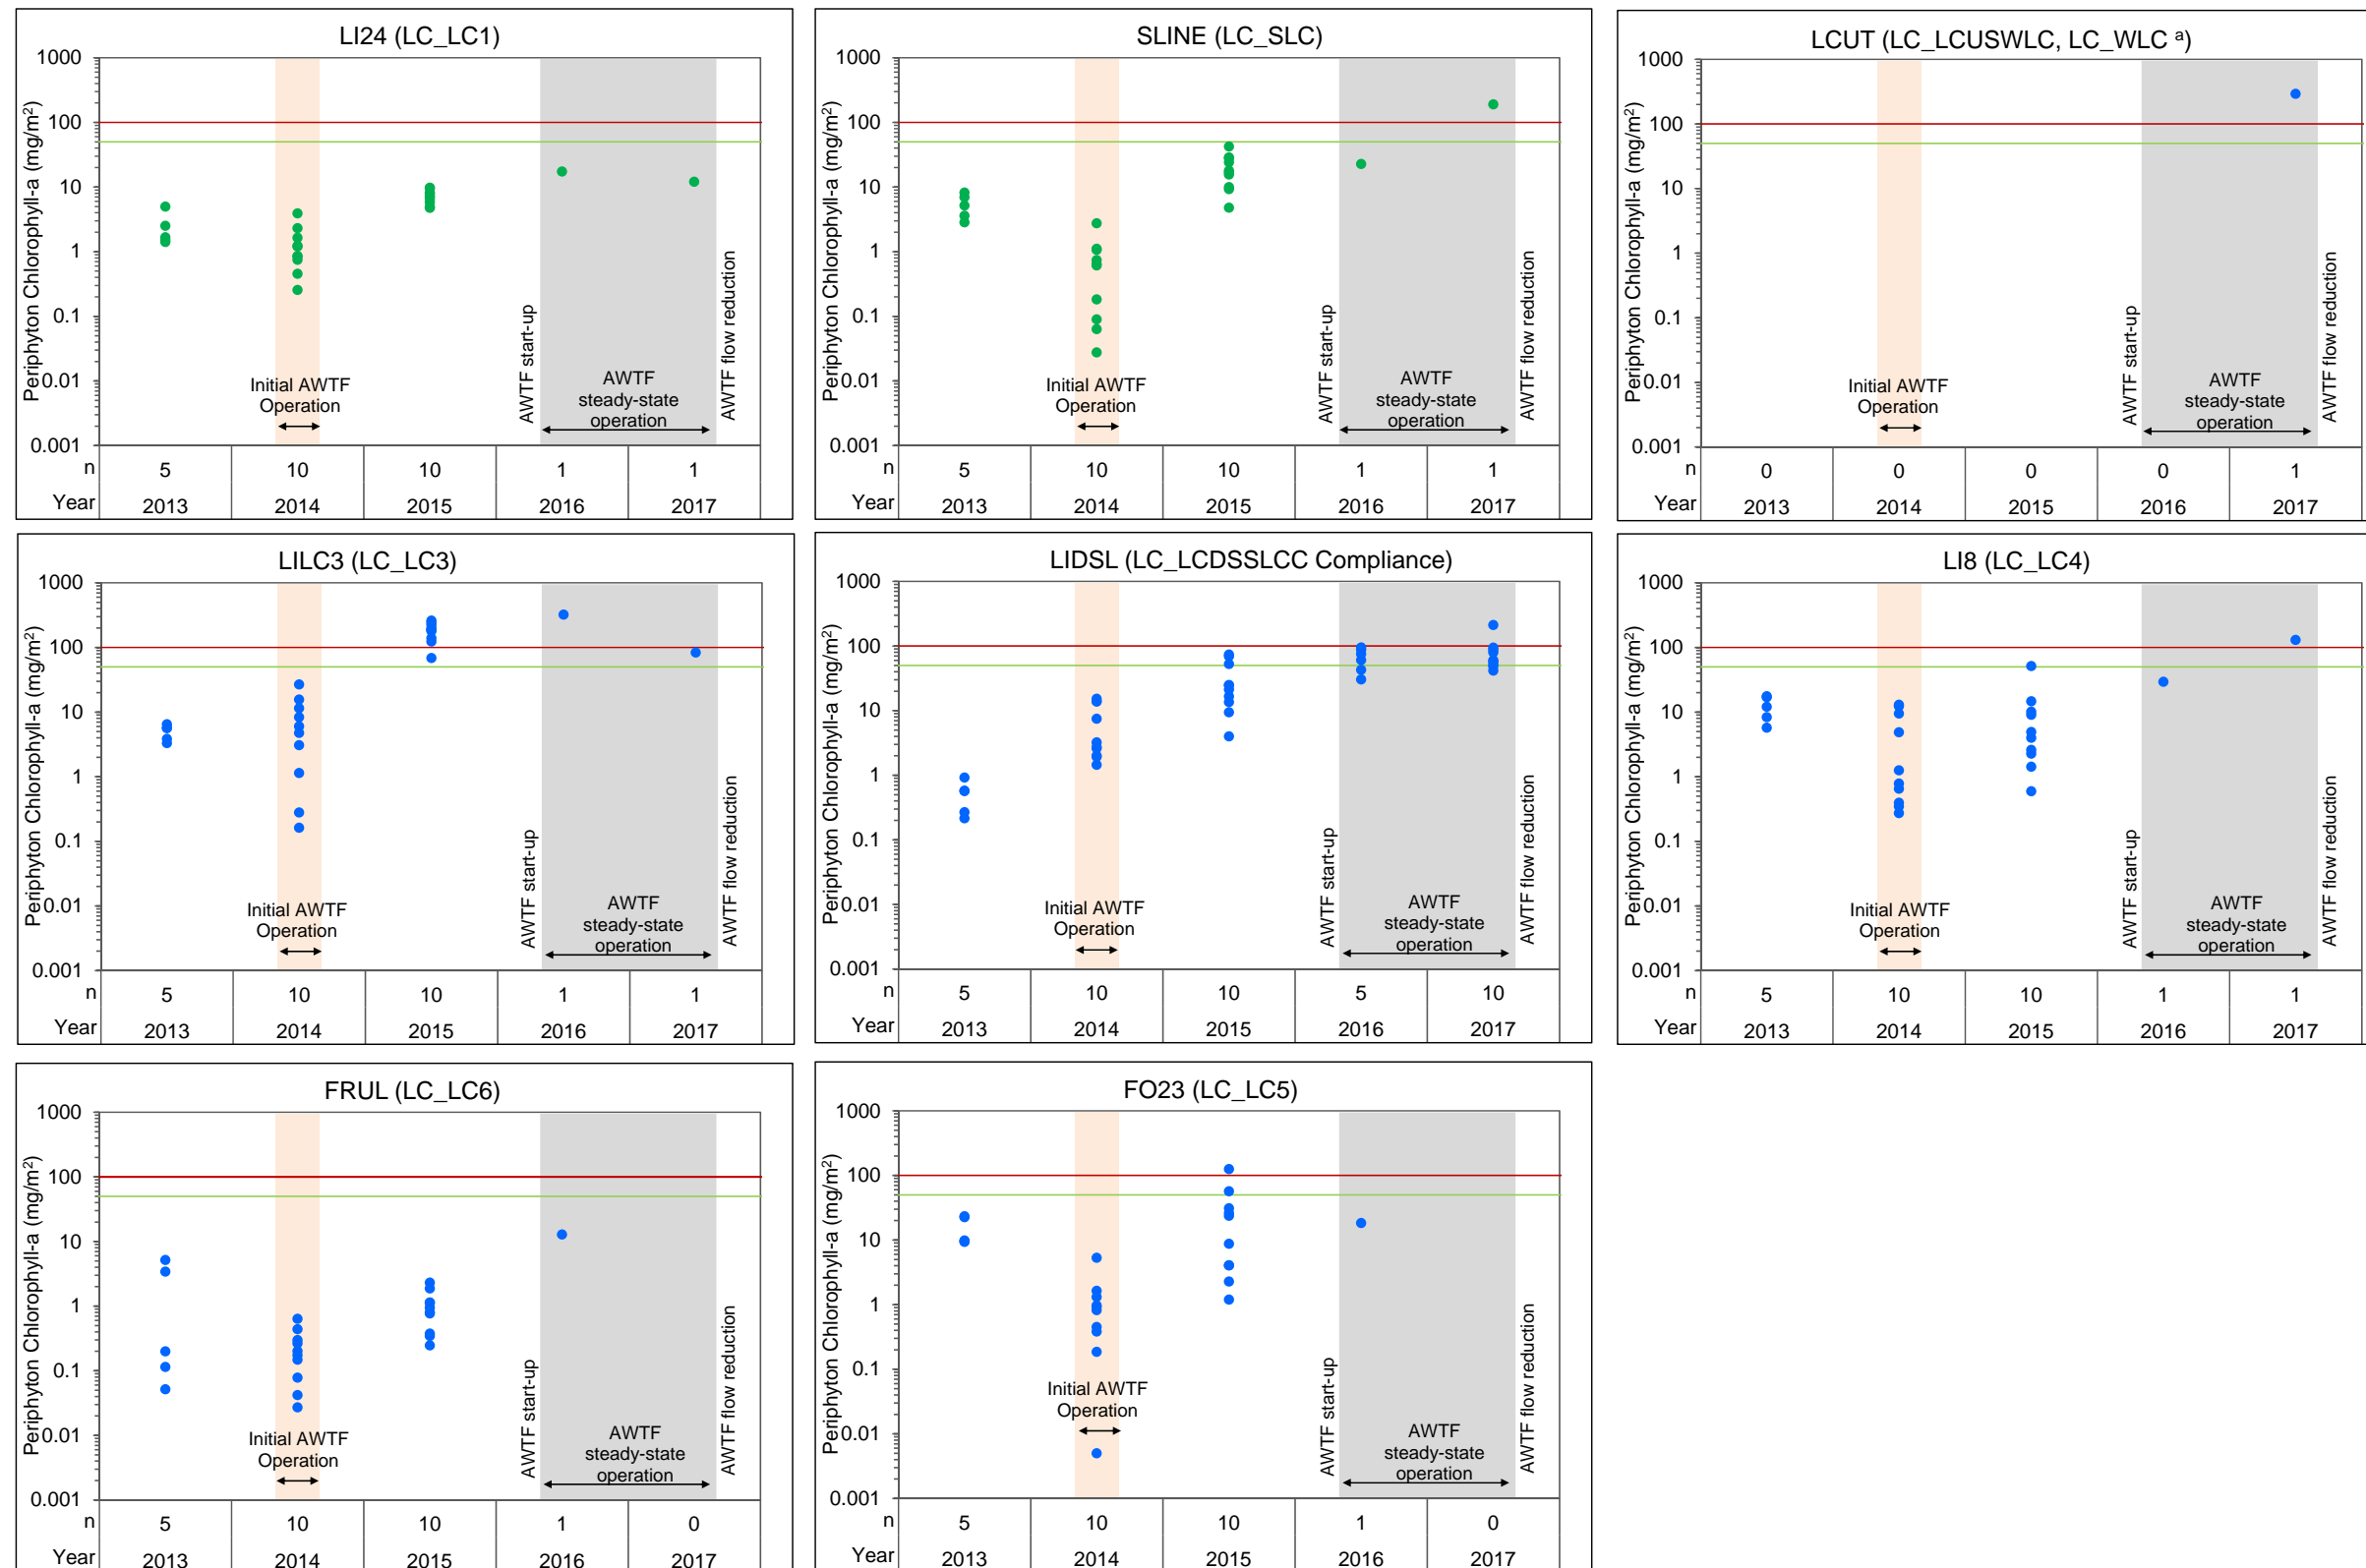 LI24 (LC_LC1)
Periphyton Chlorophyll-a (mg/m²)
1000
100
10
1
0.1
0.01
0.001
Initial AWTF
Operation
AWTF start-up
AWTF
steady-state
operation
AWTF flow reduction
n 5 10 10 1 1
Year 2013 2014 2015 2016 2017
SLINE (LC_SLC)
Periphyton Chlorophyll-a (mg/m²)
1000
100
10
1
0.1
0.01
0.001
Initial AWTF
Operation
AWTF start-up
AWTF
steady-state
operation
AWTF flow reduction
n 5 10 10 1 1
Year 2013 2014 2015 2016 2017
LCUT (LC_LCUSWLC, LC_WLC ᵃ)
Periphyton Chlorophyll-a (mg/m²)
1000
100
10
1
0.1
0.01
0.001
Initial AWTF
Operation
AWTF start-up
AWTF
steady-state
operation
AWTF flow reduction
n 0 0 0 0 1
Year 2013 2014 2015 2016 2017
LILC3 (LC_LC3)
Periphyton Chlorophyll-a (mg/m²)
1000
100
10
1
0.1
0.01
0.001
Initial AWTF
Operation
AWTF start-up
AWTF
steady-state
operation
AWTF flow reduction
n 5 10 10 1 1
Year 2013 2014 2015 2016 2017
LIDSL (LC_LCDSSLCC Compliance)
Periphyton Chlorophyll-a (mg/m²)
1000
100
10
1
0.1
0.01
0.001
Initial AWTF
Operation
AWTF start-up
AWTF
steady-state
operation
AWTF flow reduction
n 5 10 10 5 10
Year 2013 2014 2015 2016 2017
LI8 (LC_LC4)
Periphyton Chlorophyll-a (mg/m²)
1000
100
10
1
0.1
0.01
0.001
Initial AWTF
Operation
AWTF start-up
AWTF
steady-state
operation
AWTF flow reduction
n 5 10 10 1 1
Year 2013 2014 2015 2016 2017
FRUL (LC_LC6)
Periphyton Chlorophyll-a (mg/m²)
1000
100
10
1
0.1
0.01
0.001
Initial AWTF
Operation
AWTF start-up
AWTF
steady-state
operation
AWTF flow reduction
n 5 10 10 1 0
Year 2013 2014 2015 2016 2017
FO23 (LC_LC5)
Periphyton Chlorophyll-a (mg/m²)
1000
100
10
1
0.1
0.01
0.001
Initial AWTF
Operation
AWTF start-up
AWTF
steady-state
operation
AWTF flow reduction
n 5 10 10 1 0
Year 2013 2014 2015 2016 2017